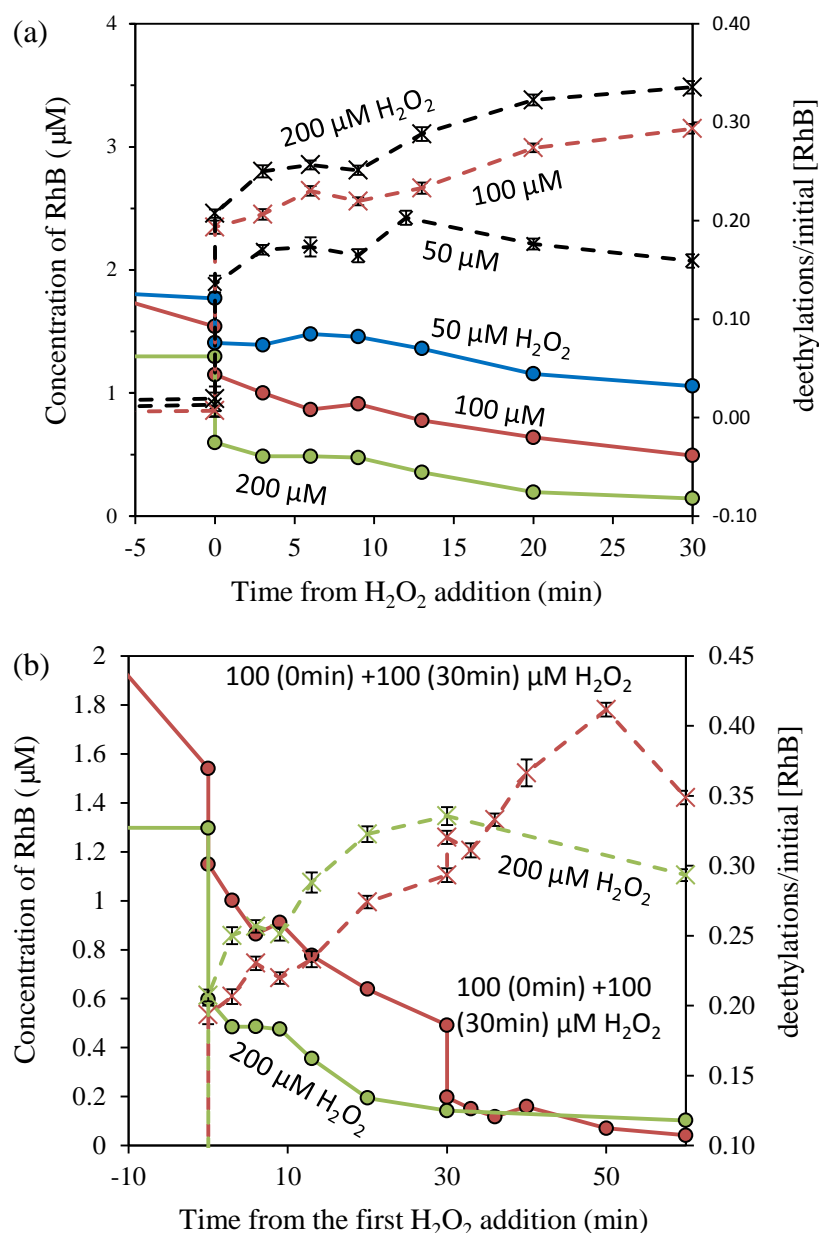 (a)
Concentration of RhB ( µM)
4
3
2
1
0
200 µM H₂O₂
100 µM
50 µM
50 µM H₂O₂
100 µM
200 µM
0.40
0.30
0.20
0.10
0.00
-0.10
deethylations/initial [RhB]
-5 0 5 10 15 20 25 30
Time from H₂O₂ addition (min)
(b)
Concentration of RhB ( µM)
2
1.8
1.6
1.4
1.2
1
0.8
0.6
0.4
0.2
0
100 (0min) +100 (30min) µM H₂O₂
200 µM H₂O₂
100 (0min) +100
(30min) µM H₂O₂
200 µM H₂O₂
0.45
0.40
0.35
0.30
0.25
0.20
0.15
0.10
deethylations/initial [RhB]
-10 10 30 50
Time from the first H₂O₂ addition (min)